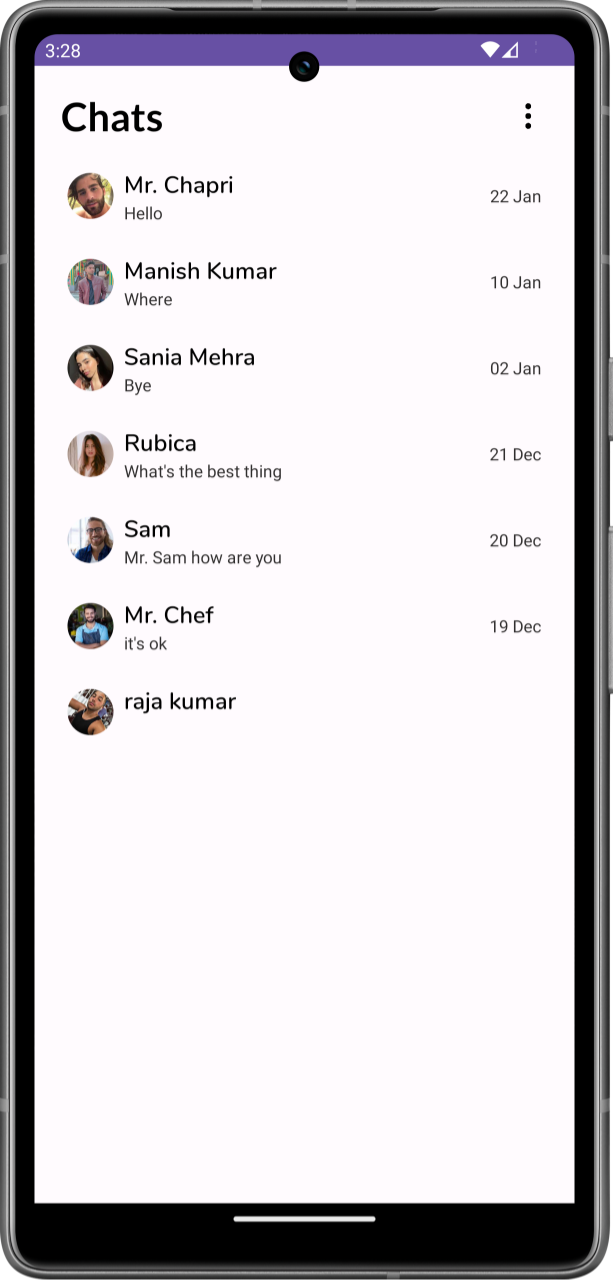 3:28
Chats
Mr. Chapri
Hello
22 Jan
Manish Kumar
Where
10 Jan
Sania Mehra
Bye
02 Jan
Rubica
What's the best thing
21 Dec
Sam
Mr. Sam how are you
20 Dec
Mr. Chef
it's ok
19 Dec
raja kumar